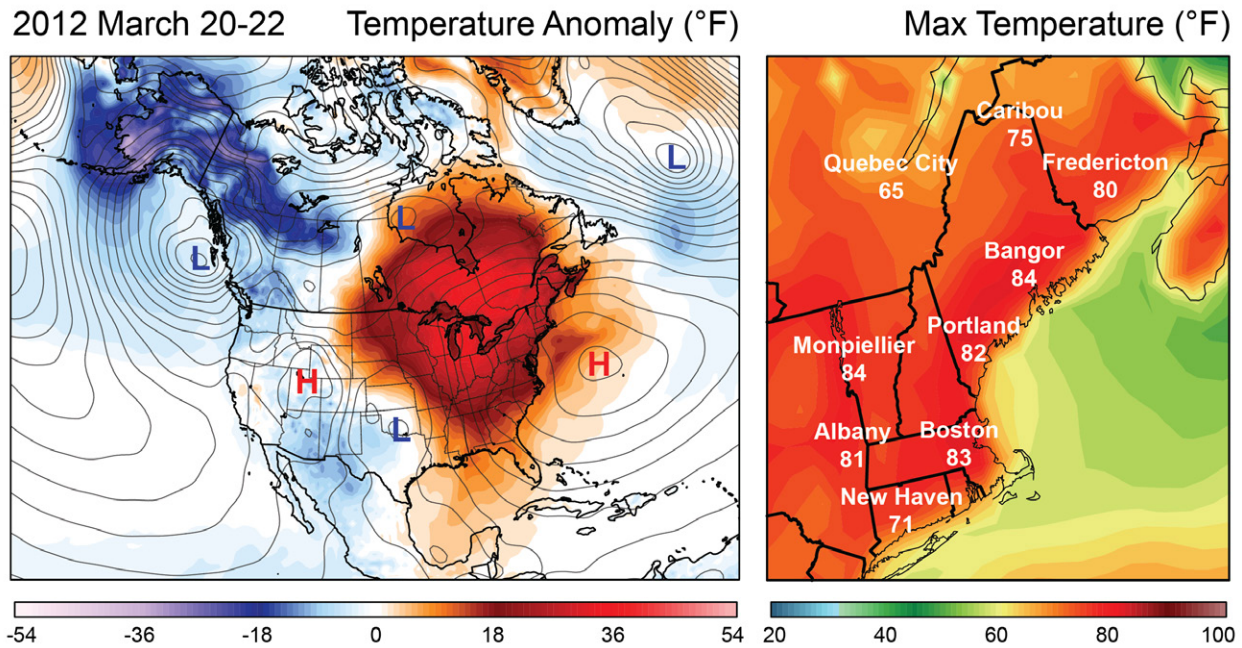 2012 March 20-22 Temperature Anomaly (°F) Max Temperature (°F)
L
L
L
H
H
L
-54 -36 -18 0 18 36 54
Caribou
75
Quebec City
65
Fredericton
80
Bangor
84
Portland
82
Monpiellier
84
Albany
81
Boston
83
New Haven
71
20 40 60 80 100